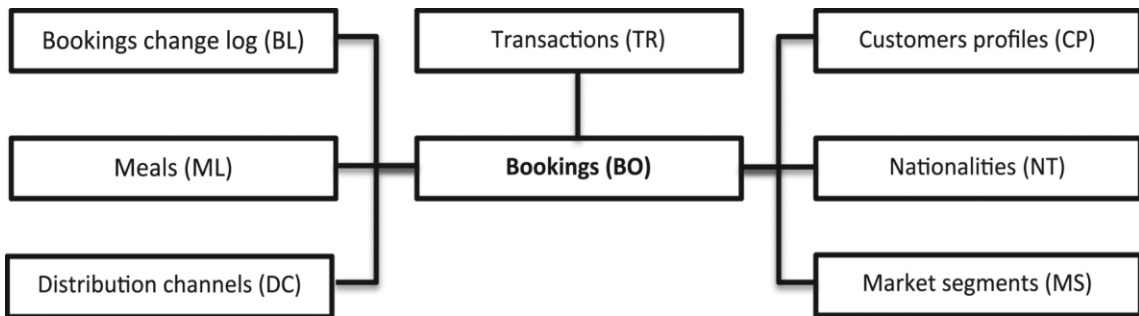 Bookings change log (BL)
Transactions (TR)
Customers profiles (CP)
Meals (ML)
Bookings (BO)
Nationalities (NT)
Distribution channels (DC)
Market segments (MS)